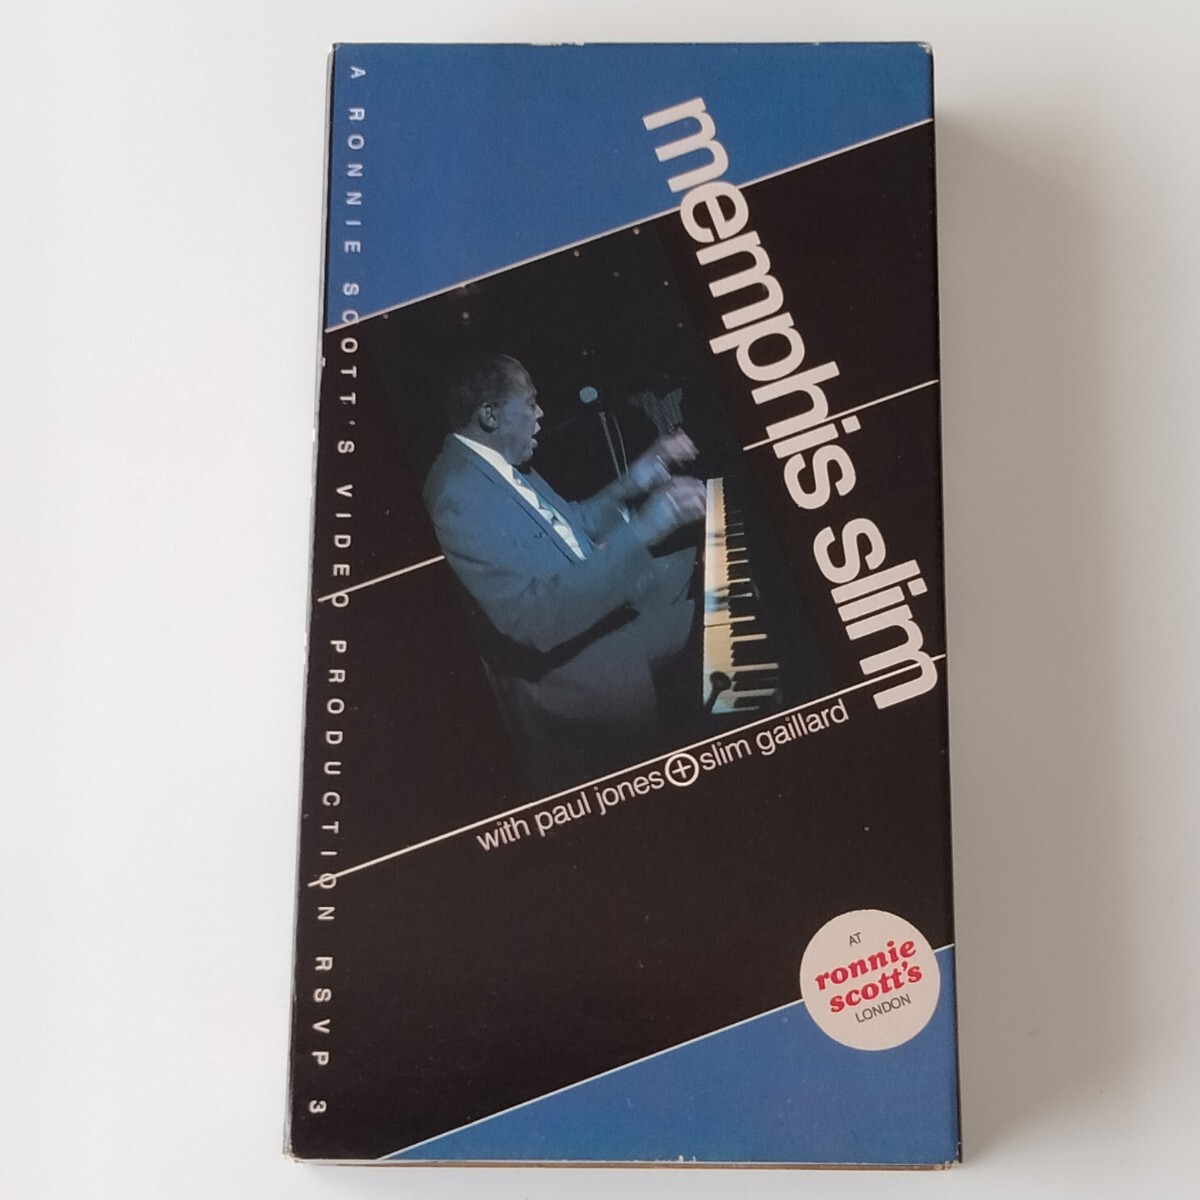 A RONNIE SCOTT'S VIDEO PRODUCTION RSVP 3
memphis slim
with paul jones + slim gaillard
AT
ronnie
scott's
LONDON